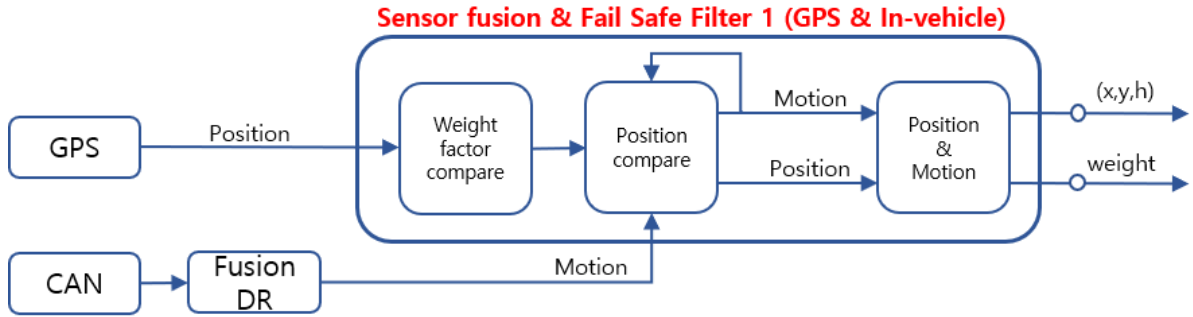 Sensor fusion & Fail Safe Filter 1 (GPS & In-vehicle)
GPS
Position
Weight
factor
compare
Position
compare
Motion
Position
Position
&
Motion
(x,y,h)
weight
CAN
Fusion
DR
Motion